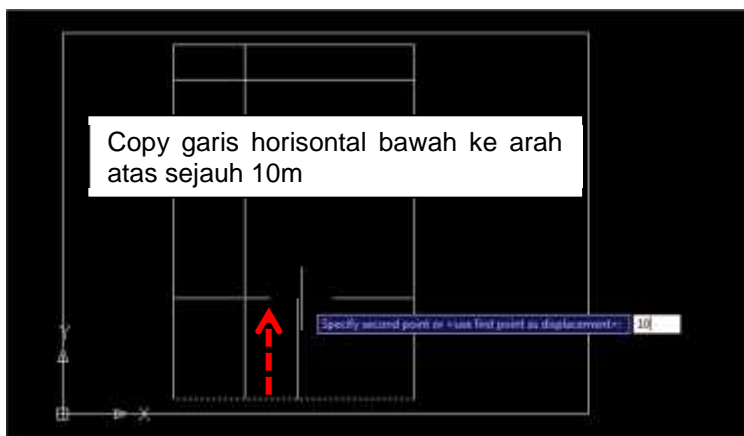 Copy garis horisontal bawah ke arah
atas sejauh 10m
Specify second point or <use first point as displacement>: 10
Y
X